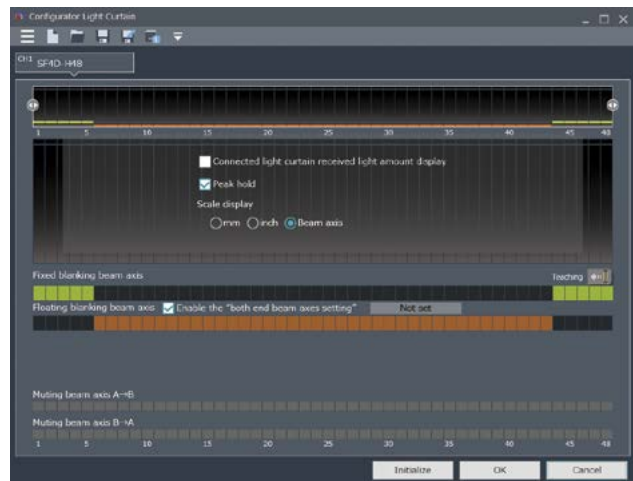 Configurator Light Curtain
CH1 SF4D-H48
1 5 10 15 20 25 30 35 40 45 48
Connected light curtain received light amount display
Peak hold
Scale display
mm inch Beam axis
Fixed blanking beam axis Teaching
Floating blanking beam axis Enable the "both end beam axes setting" Not set
Muting beam axis A→B
Muting beam axis B→A
1 5 10 15 20 25 30 35 40 45 48
Initialize OK Cancel